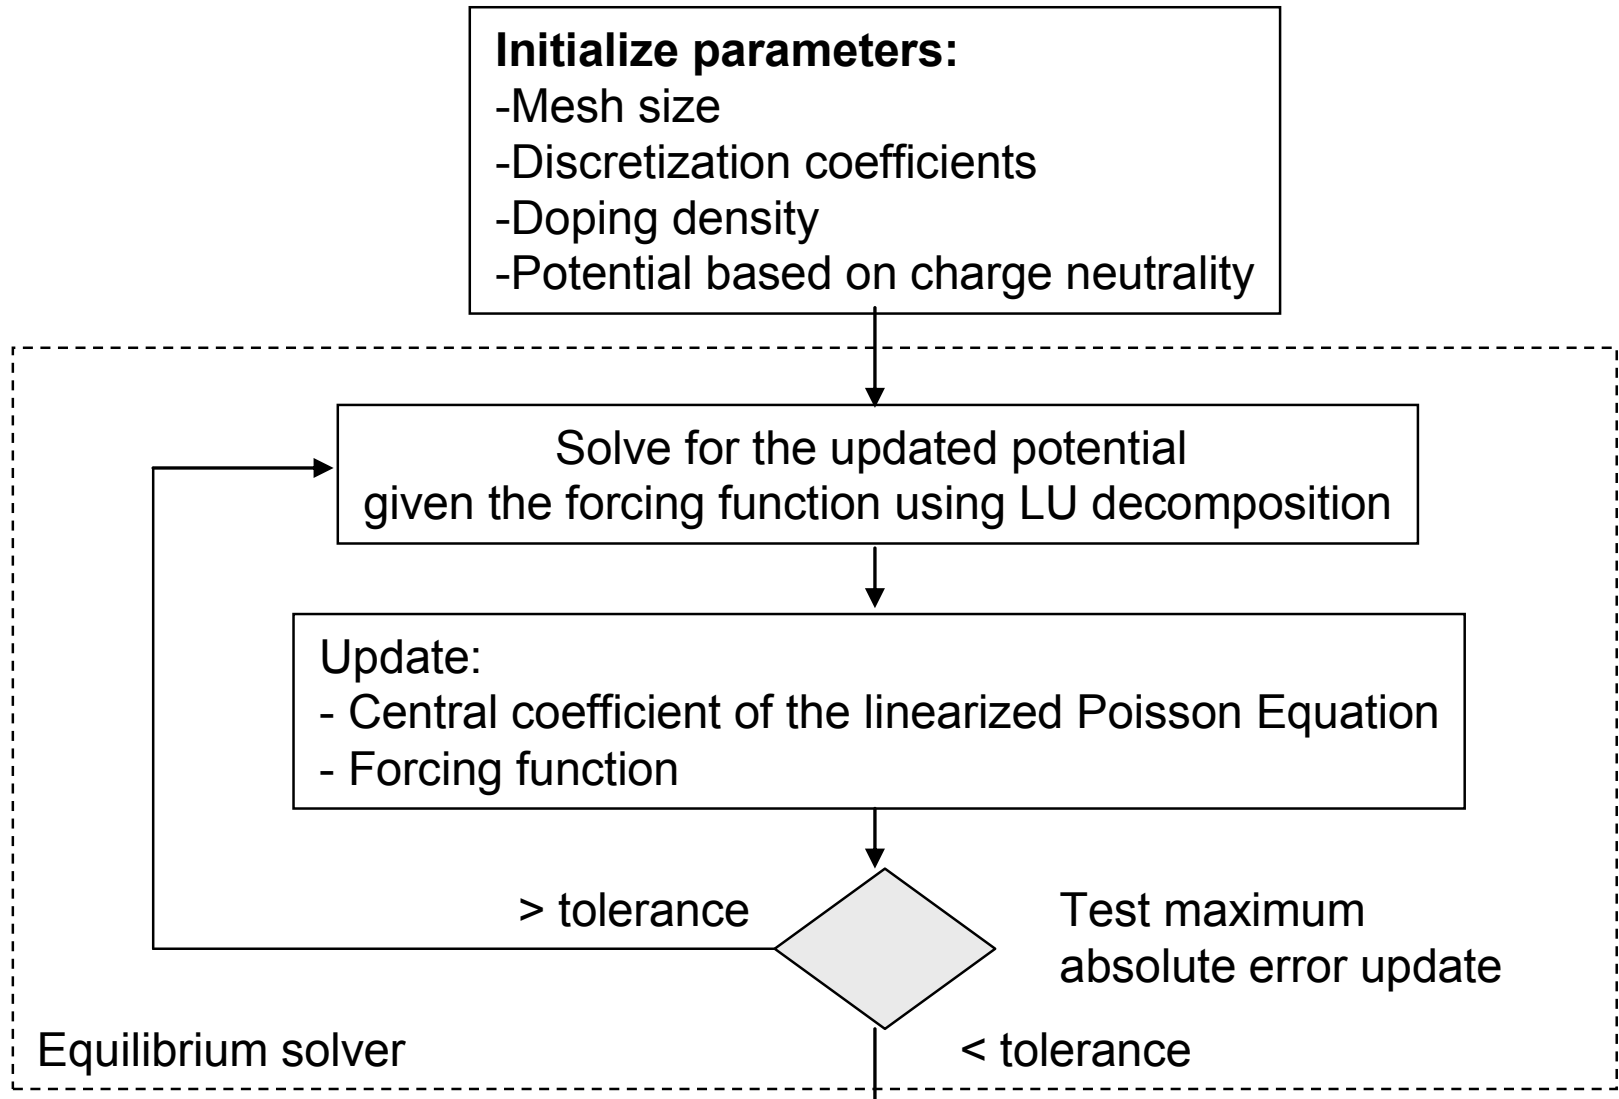 Initialize parameters:
-Mesh size
-Discretization coefficients
-Doping density
-Potential based on charge neutrality
Solve for the updated potential
given the forcing function using LU decomposition
Update:
- Central coefficient of the linearized Poisson Equation
- Forcing function
> tolerance
Test maximum
absolute error update
Equilibrium solver
< tolerance